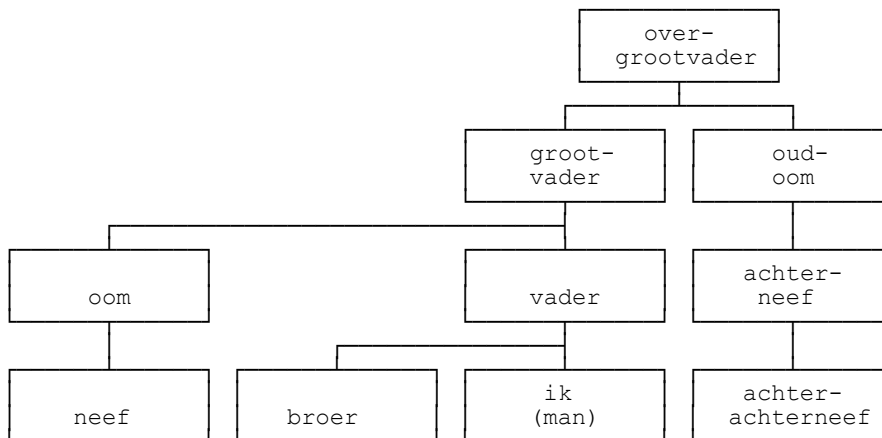 over-
grootvader
groot-
vader
oud-
oom
oom
vader
achter-
neef
neef
broer
ik
(man)
achter-
achterneef